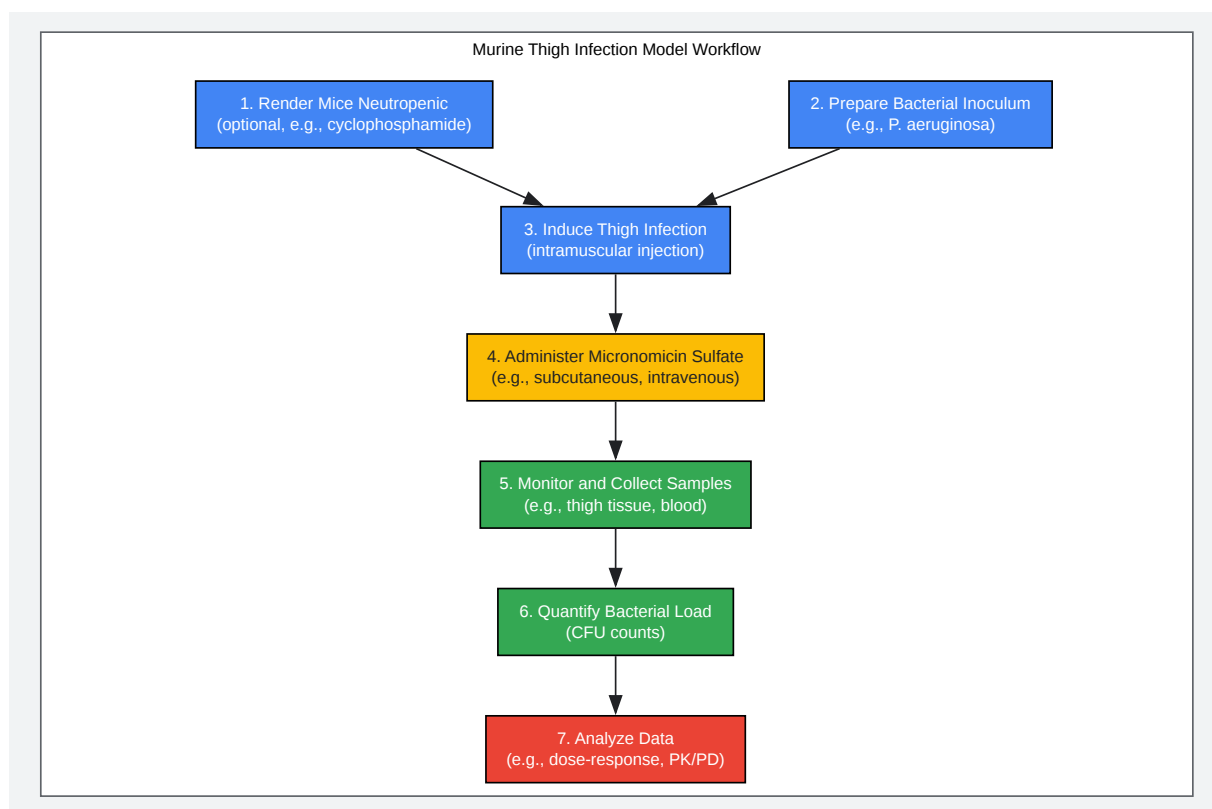 Murine Thigh Infection Model Workflow
1. Render Mice Neutropenic
(optional, e.g., cyclophosphamide)
2. Prepare Bacterial Inoculum
(e.g., P. aeruginosa)
3. Induce Thigh Infection
(intramuscular injection)
4. Administer Micronomicin Sulfate
(e.g., subcutaneous, intravenous)
5. Monitor and Collect Samples
(e.g., thigh tissue, blood)
6. Quantify Bacterial Load
(CFU counts)
7. Analyze Data
(e.g., dose-response, PK/PD)